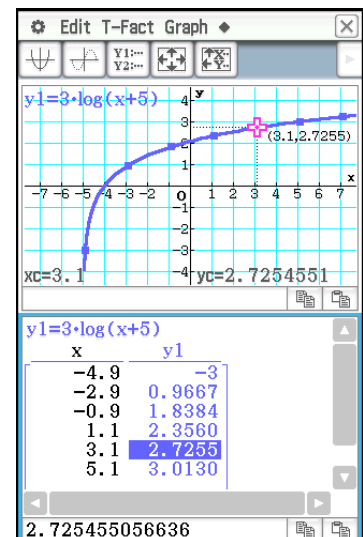 Edit T-Fact Graph
Y1:… Y2:…
y1=3·log(x+5)
y
4
3
2
1
(3.1,2.7255)
x
-7 -6 -5 -4 -3 -2 0 1 2 3 4 5 6 7
-1
-2
-3
-4
xc=3.1 yc=2.7254551
y1=3·log(x+5)
x y1
-4.9 -3
-2.9 0.9667
-0.9 1.8384
1.1 2.3560
3.1 2.7255
5.1 3.0130
2.725455056636